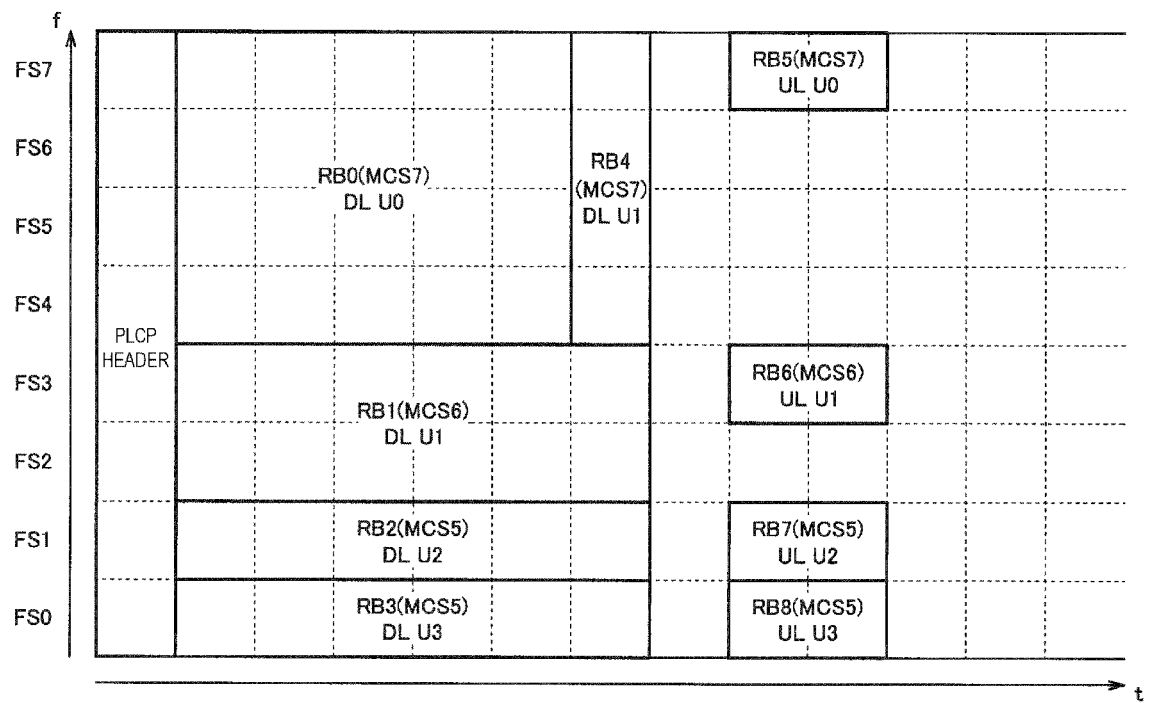 f
FS7
FS6
FS5
FS4
FS3
FS2
FS1
FS0
PLCP
HEADER
RB0(MCS7)
DL U0
RB4
(MCS7)
DL U1
RB1(MCS6)
DL U1
RB2(MCS5)
DL U2
RB3(MCS5)
DL U3
RB5(MCS7)
UL U0
RB6(MCS6)
UL U1
RB7(MCS5)
UL U2
RB8(MCS5)
UL U3
t